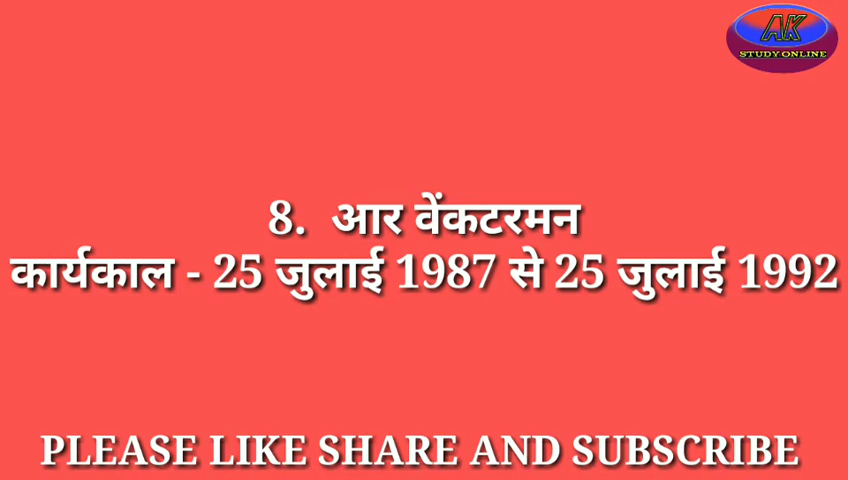 AK
STUDY ONLINE
8. आर वेंकटरमन
कार्यकाल - 25 जुलाई 1987 से 25 जुलाई 1992
PLEASE LIKE SHARE AND SUBSCRIBE